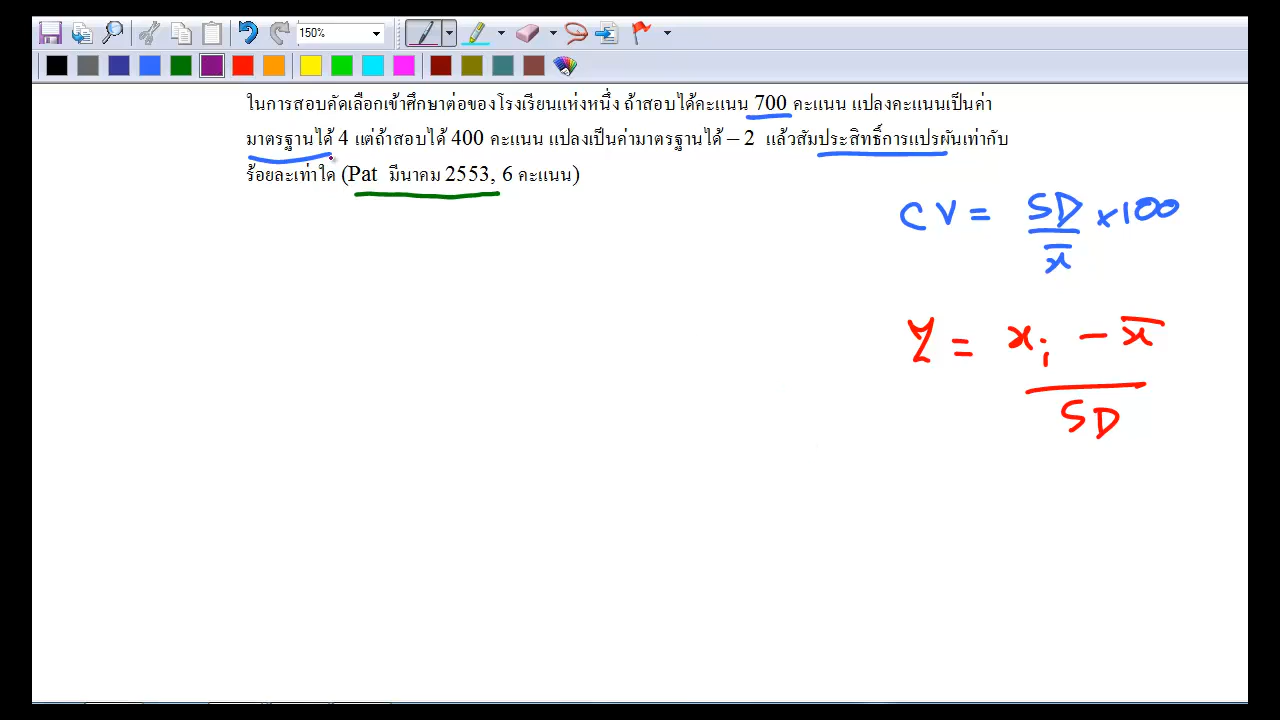 150%
ในการสอบคัดเลือกเข้าศึกษาต่อของโรงเรียนแห่งหนึ่ง ถ้าสอบได้คะแนน 700 คะแนน แปลงคะแนนเป็นค่า
มาตรฐานได้ 4 แต่ถ้าสอบได้ 400 คะแนน แปลงเป็นค่ามาตรฐานได้ – 2 แล้วสัมประสิทธิ์การแปรผันเท่ากับ
ร้อยละเท่าใด (Pat มีนาคม 2553, 6 คะแนน)
CV = SD/x̄ ×100
Z = xᵢ – x̄
SD